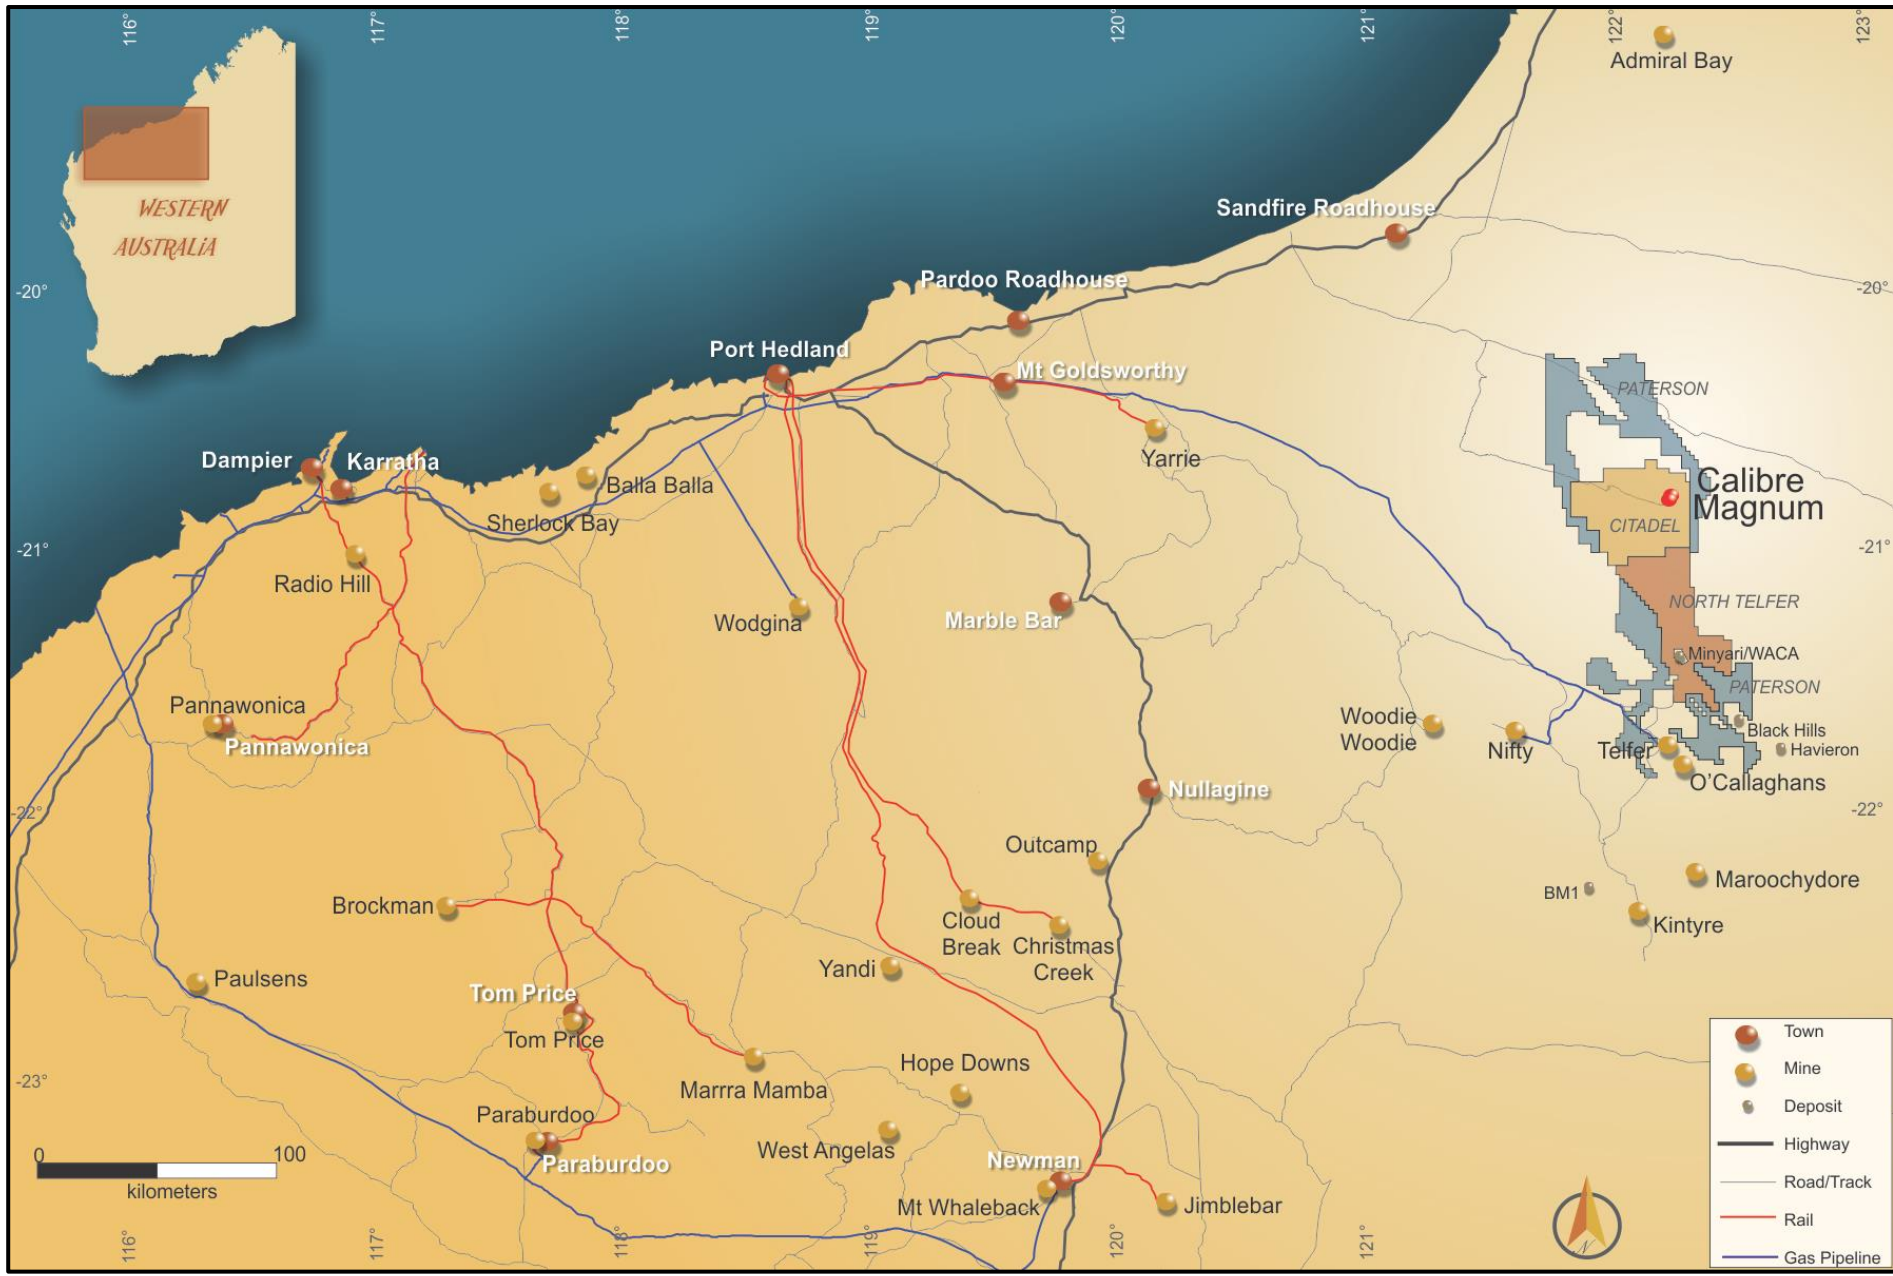 116°
117°
118°
119°
120°
121°
122°
123°
Admiral Bay
WESTERN
AUSTRALiA
Sandfire Roadhouse
-20°
-20°
Pardoo Roadhouse
Port Hedland
Mt Goldsworthy
PATERSON
Dampier
Karratha
Yarrie
Balla Balla
Sherlock Bay
Calibre
Magnum
CITADEL
-21°
-21°
Radio Hill
Wodgina
Marble Bar
NORTH TELFER
Minyari/WACA
PATERSON
Pannawonica
Pannawonica
Woodie
Woodie
Nifty
Telfer
Black Hills
Havieron
O'Callaghans
Nullagine
-22°
-22°
Outcamp
Maroochydore
BM1
Kintyre
Brockman
Cloud
Break
Christmas
Creek
Yandi
Paulsens
Tom Price
Tom Price
Marrra Mamba
Hope Downs
-23°
Paraburdoo
Paraburdoo
West Angelas
Newman
Mt Whaleback
Jimblebar
0
100
kilometers
116°
117°
118°
119°
120°
121°
N
Town
Mine
Deposit
Highway
Road/Track
Rail
Gas Pipeline